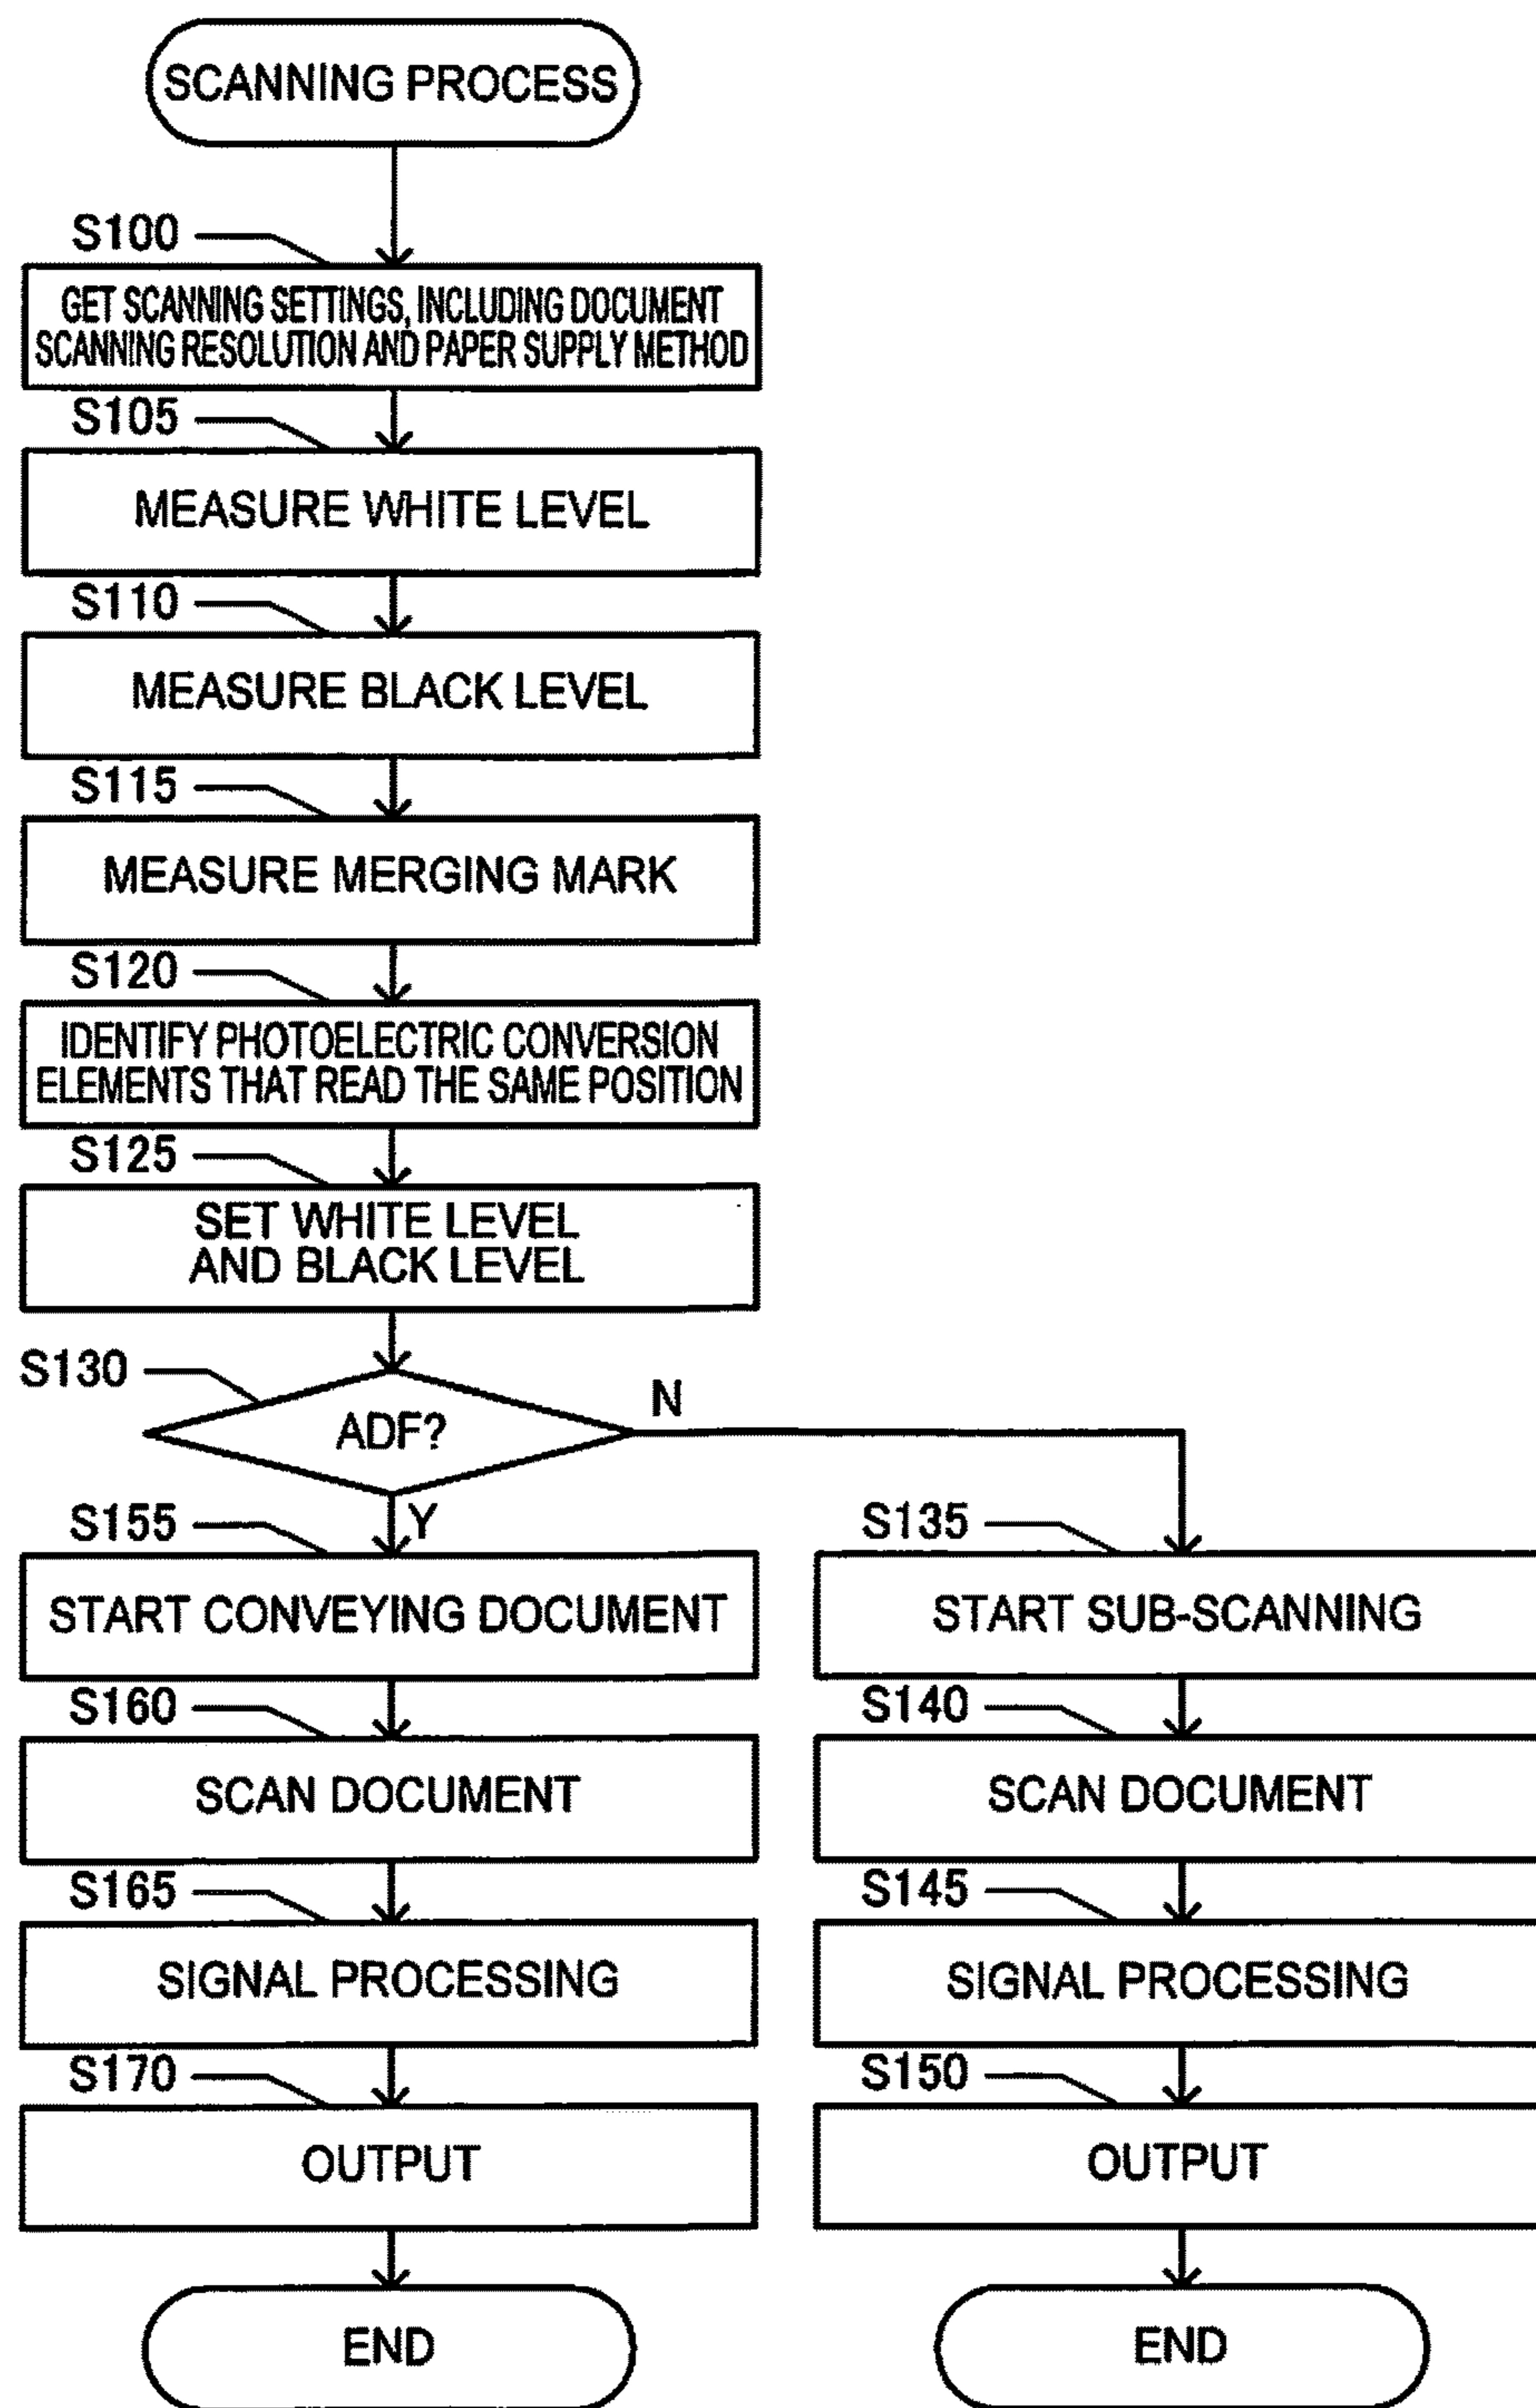 SCANNING PROCESS
S100
GET SCANNING SETTINGS, INCLUDING DOCUMENT
SCANNING RESOLUTION AND PAPER SUPPLY METHOD
S105
MEASURE WHITE LEVEL
S110
MEASURE BLACK LEVEL
S115
MEASURE MERGING MARK
S120
IDENTIFY PHOTOELECTRIC CONVERSION
ELEMENTS THAT READ THE SAME POSITION
S125
SET WHITE LEVEL
AND BLACK LEVEL
S130
ADF?
N
Y
S155
START CONVEYING DOCUMENT
S160
SCAN DOCUMENT
S165
SIGNAL PROCESSING
S170
OUTPUT
END
S135
START SUB-SCANNING
S140
SCAN DOCUMENT
S145
SIGNAL PROCESSING
S150
OUTPUT
END